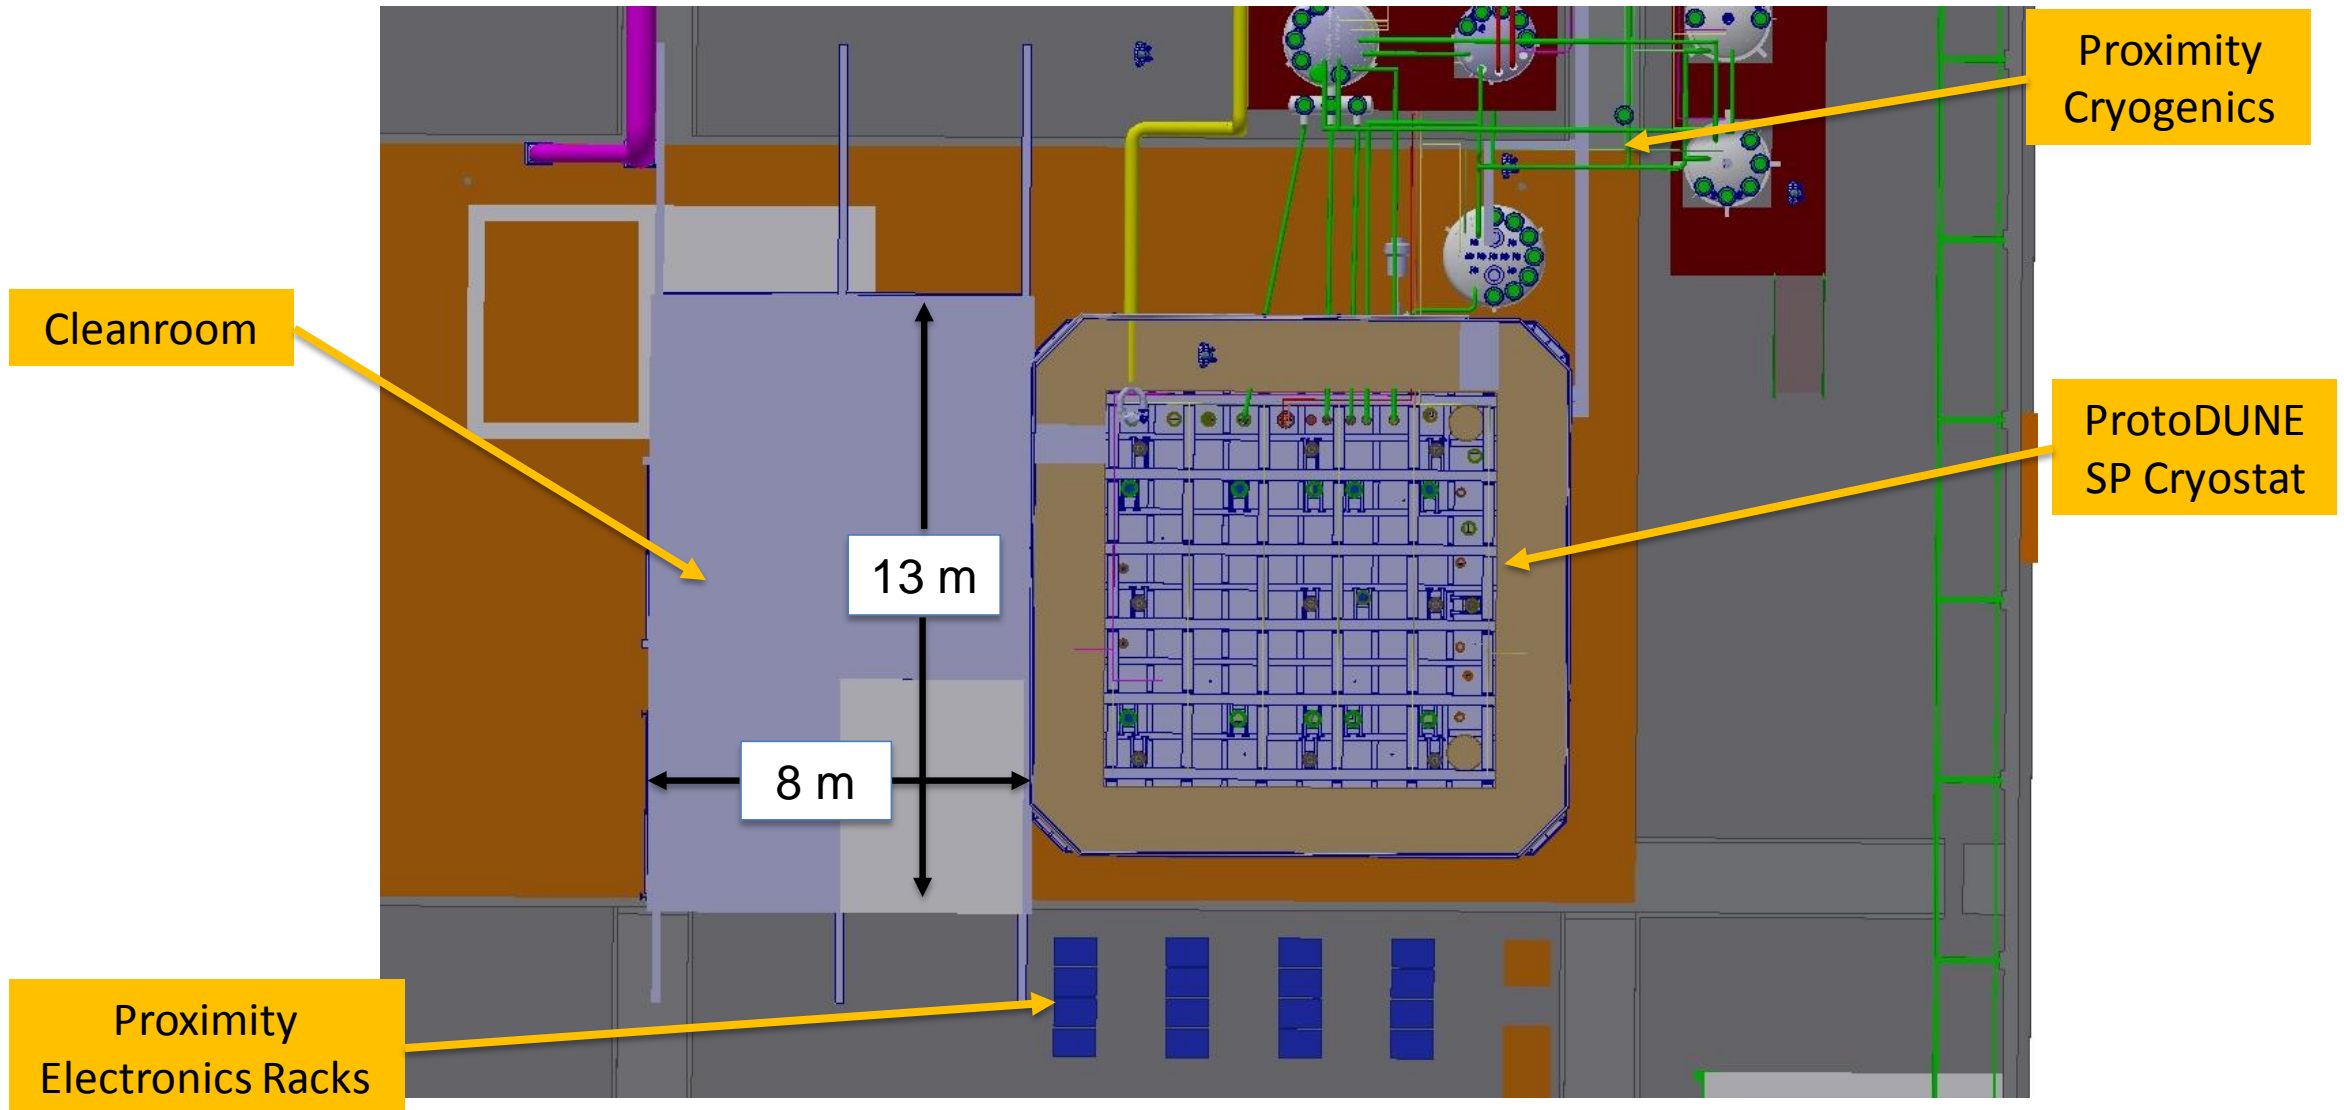 Proximity
Cryogenics
Cleanroom
ProtoDUNE
SP Cryostat
13 m
8 m
Proximity
Electronics Racks